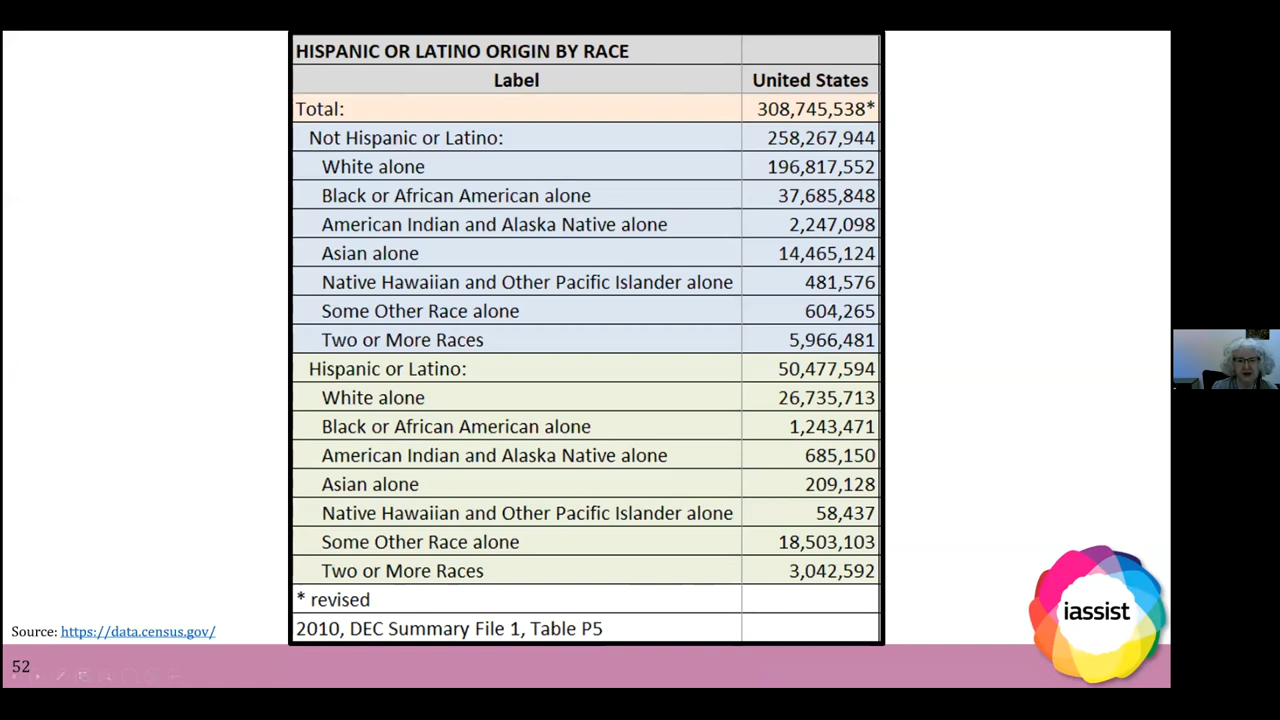 HISPANIC OR LATINO ORIGIN BY RACE
Label United States
Total: 308,745,538*
Not Hispanic or Latino: 258,267,944
White alone 196,817,552
Black or African American alone 37,685,848
American Indian and Alaska Native alone 2,247,098
Asian alone 14,465,124
Native Hawaiian and Other Pacific Islander alone 481,576
Some Other Race alone 604,265
Two or More Races 5,966,481
Hispanic or Latino: 50,477,594
White alone 26,735,713
Black or African American alone 1,243,471
American Indian and Alaska Native alone 685,150
Asian alone 209,128
Native Hawaiian and Other Pacific Islander alone 58,437
Some Other Race alone 18,503,103
Two or More Races 3,042,592
* revised
2010, DEC Summary File 1, Table P5
Source: https://data.census.gov/
iassist
52